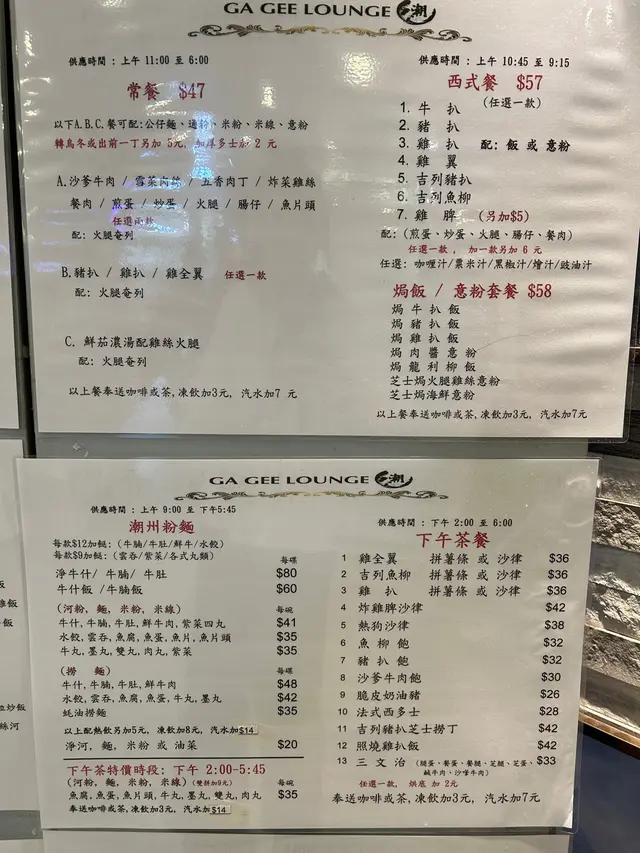 GA GEE LOUNGE 潮
供應時間 : 上午 11:00 至 6:00
常餐 $47
以下A.B.C.餐可配:公仔麵、通粉、米粉、米線、意粉
轉烏冬或出前一丁另加 5元, 加厚多士加 2 元
A.沙爹牛肉 / 雪菜肉絲 / 五香肉丁 / 炸菜雞絲
餐肉 / 煎蛋 / 炒蛋 / 火腿 / 腸仔 / 魚片頭
任選兩款
配: 火腿奄列
B.豬扒 / 雞扒 / 雞全翼 任選一款
配: 火腿奄列
C. 鮮茄濃湯配雞絲火腿
配: 火腿奄列
以上餐奉送咖啡或茶,凍飲加3元, 汽水加7 元
供應時間 : 上午 10:45 至 9:15
西式餐 $57
(任選一款)
1. 牛 扒
2. 豬 扒
3. 雞 扒 配: 飯 或 意粉
4. 雞 翼
5. 吉列豬扒
6. 吉列魚柳
7. 雞 脾 (另加$5)
配: (煎蛋、炒蛋、火腿、腸仔、餐肉)
任選一款 , 加一款另加 6 元
任選: 咖喱汁/粟米汁/黑椒汁/燴汁/豉油汁
焗飯 / 意粉套餐 $58
焗 牛 扒 飯
焗 豬 扒 飯
焗 雞 扒 飯
焗 肉 醬 意 粉
焗 龍 利 柳 飯
芝士焗火腿雞絲意粉
芝士焗海鮮意粉
以上餐奉送咖啡或茶,凍飲加3元, 汽水加7元
GA GEE LOUNGE 潮
供應時間 : 上午 9:00 至 下午5:45
潮州粉麵
每款$12加餸: (牛腩/牛肚/鮮牛/水餃)
每款$9加餸: (雲吞/紫菜/各式丸類)
每碟
淨牛什/ 牛腩/ 牛肚 $80
牛什飯 /牛腩飯 $60
(河粉, 麵, 米粉, 米線) 每碗
牛什, 牛腩, 牛肚, 鮮牛肉, 紫菜四丸 $41
水餃, 雲吞, 魚腐, 魚蛋, 魚片, 魚片頭 $35
牛丸, 墨丸, 雙丸, 肉丸, 紫菜 $35
(撈 麵) 每碟
牛什, 牛腩, 牛肚, 鮮牛肉 $48
水餃, 雲吞, 魚腐, 魚蛋, 牛丸, 墨丸 $42
蚝油撈麵 $35
以上配熱飲另加5元, 凍飲加8元, 汽水加$14
淨河, 麵, 米粉 或 油菜 $20
下午茶特價時段: 下午 2:00-5:45
(河粉, 麵, 米粉, 米線) (雙拼加9元) 每碗
魚腐, 魚蛋, 魚片頭, 牛丸, 墨丸, 雙丸, 肉丸 $35
奉送咖啡或茶, 凍飲加3元, 汽水加$14
供應時間 : 下午 2:00 至 6:00
下午茶餐
1 雞全翼 拼薯條 或 沙律 $36
2 吉列魚柳 拼薯條 或 沙律 $36
3 雞 扒 拼薯條 或 沙律 $36
4 炸雞脾沙律 $42
5 熱狗沙律 $38
6 魚 柳 飽 $32
7 豬 扒 飽 $32
8 沙爹牛肉飽 $30
9 脆皮奶油豬 $26
10 法式西多士 $28
11 吉列豬扒芝士撈丁 $42
12 照燒雞扒飯 $42
13 三 文 治 (腿蛋、餐蛋、餐腿、芝腿、芝蛋、 $33
鹹牛肉、沙嗲牛肉)
任選一款, 烘底 加 2元
奉送咖啡或茶, 凍飲加3元, 汽水加7元